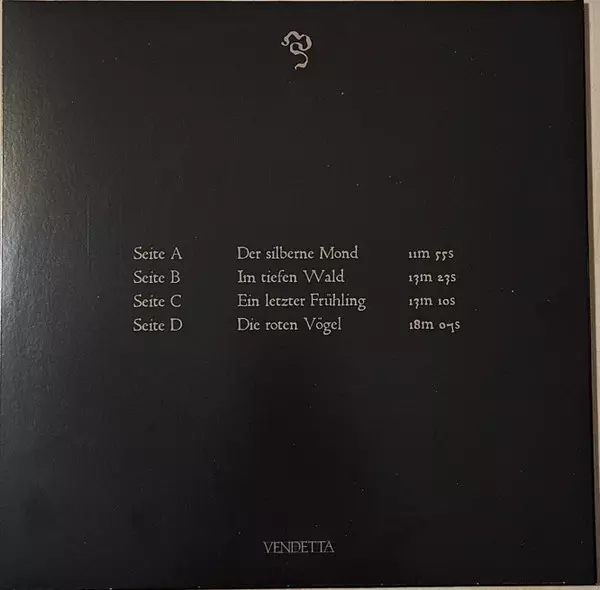 Seite A Der silberne Mond 11m 55s
Seite B Im tiefen Wald 13m 23s
Seite C Ein letzter Frühling 13m 10s
Seite D Die roten Vögel 18m 07s
VENDETTA